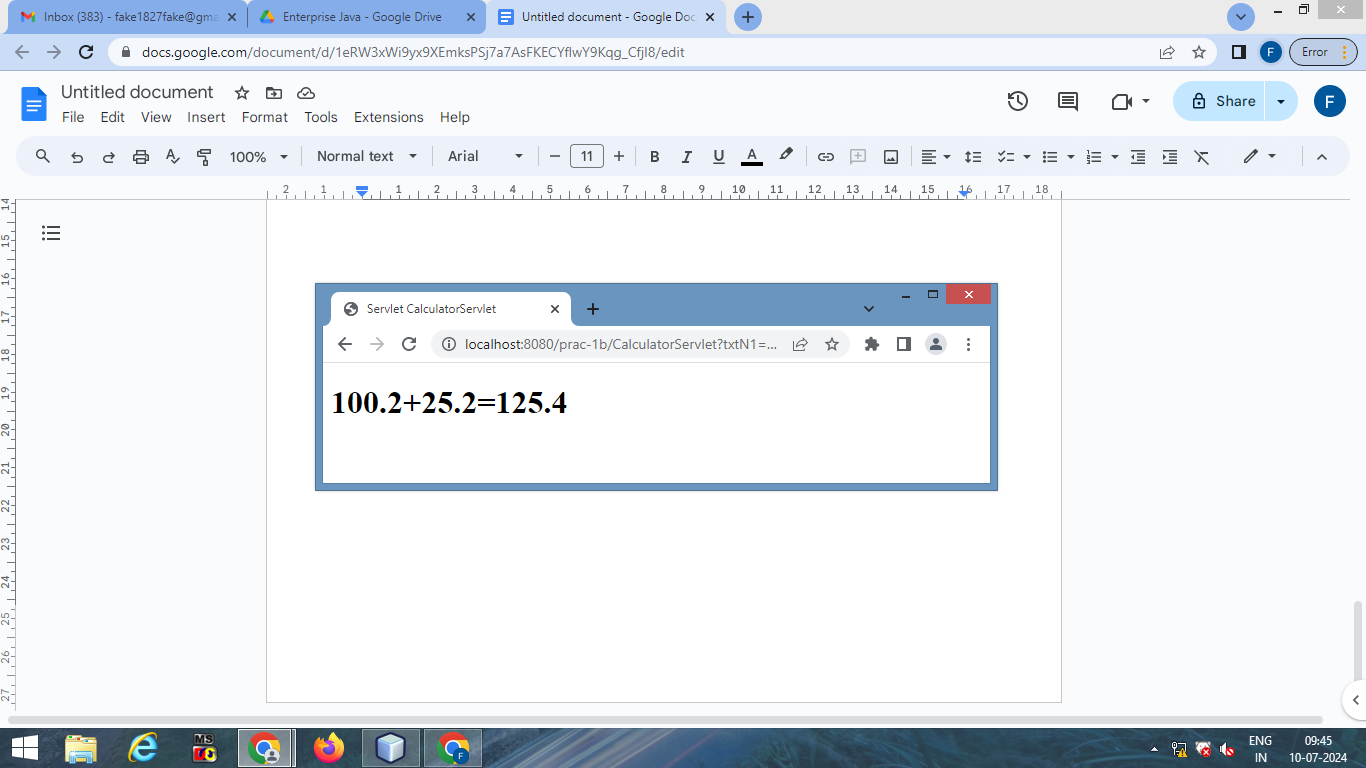 Inbox (383) - fake1827fake@gma
Enterprise Java - Google Drive
Untitled document - Google Doc
docs.google.com/document/d/1eRW3xWi9yx9XEmksPSj7a7AsFKECYflwY9Kqg_CfjI8/edit
F
Error
Untitled document
File Edit View Insert Format Tools Extensions Help
Share
F
100% Normal text Arial 11 B I U A
2 1 1 2 3 4 5 6 7 8 9 10 11 12 13 14 15 16 17 18
14
15
16
17
18
19
20
21
22
23
24
25
26
27
Servlet CalculatorServlet
localhost:8080/prac-1b/CalculatorServlet?txtN1=...
100.2+25.2=125.4
MS
F
ENG
IN
09:45
10-07-2024